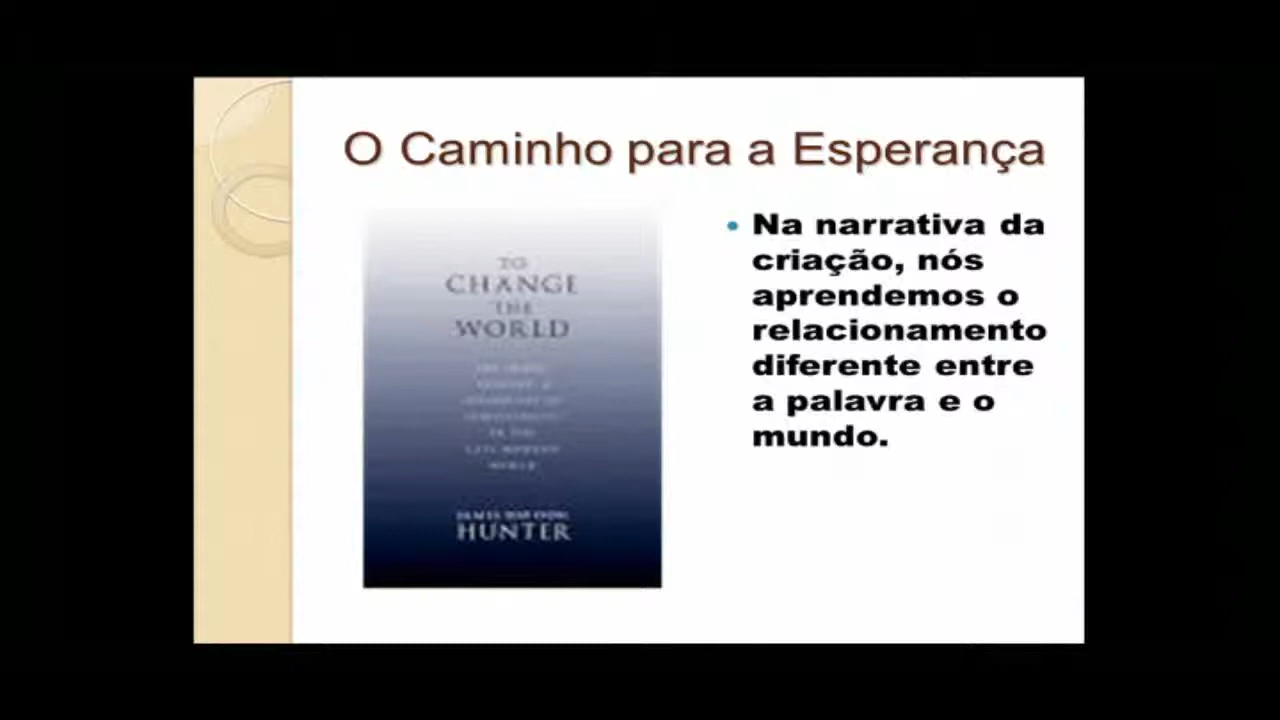 O Caminho para a Esperança
TO
CHANGE
THE
WORLD
HUNTER
Na narrativa da
criação, nós
aprendemos o
relacionamento
diferente entre
a palavra e o
mundo.